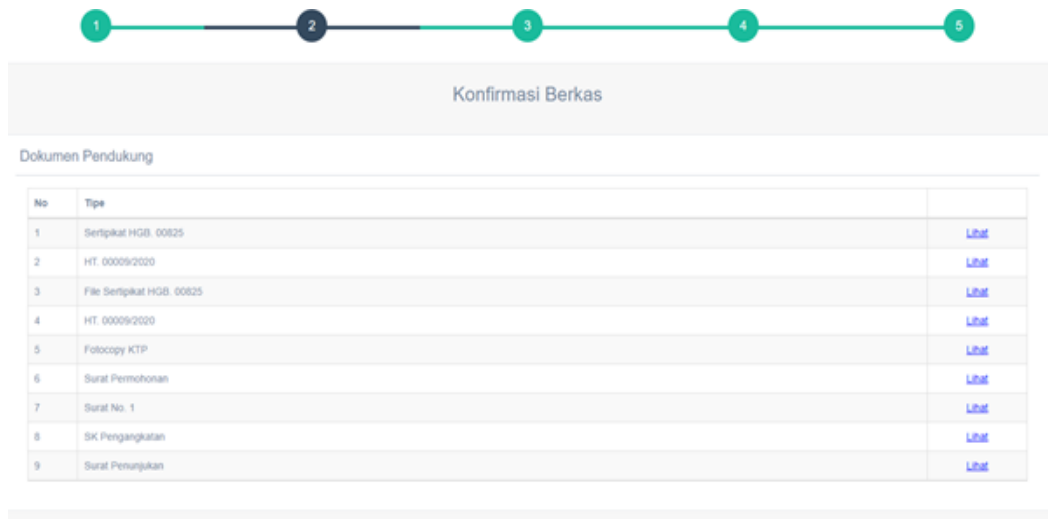 1 2 3 4 5
Konfirmasi Berkas
Dokumen Pendukung
No Tipe
1 Sertipikat HGB. 00825 Lihat
2 HT. 00009/2020 Lihat
3 File Sertipikat HGB. 00825 Lihat
4 HT. 00009/2020 Lihat
5 Fotocopy KTP Lihat
6 Surat Permohonan Lihat
7 Surat No. 1 Lihat
8 SK Pengangkatan Lihat
9 Surat Penunjukan Lihat